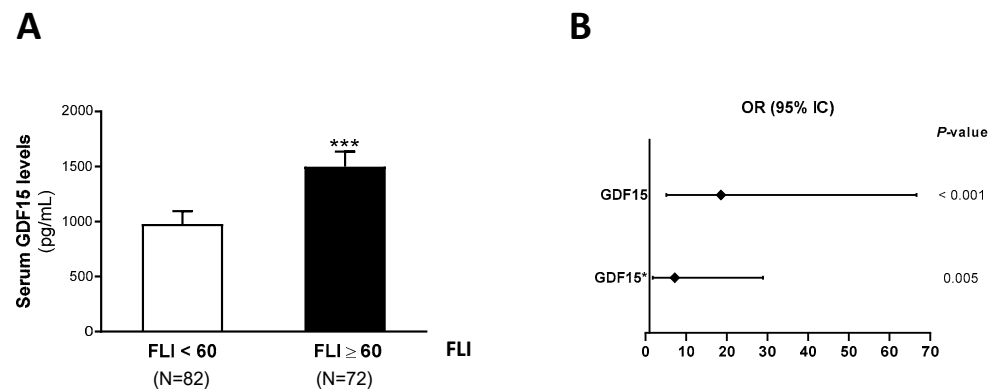 A
B
OR (95% IC)
P-value
2000
1500
1000
500
0
Serum GDF15 levels
(pg/mL)
***
FLI < 60
FLI ≥ 60
FLI
(N=82)
(N=72)
GDF15
< 0.001
GDF15*
0.005
0 10 20 30 40 50 60 70